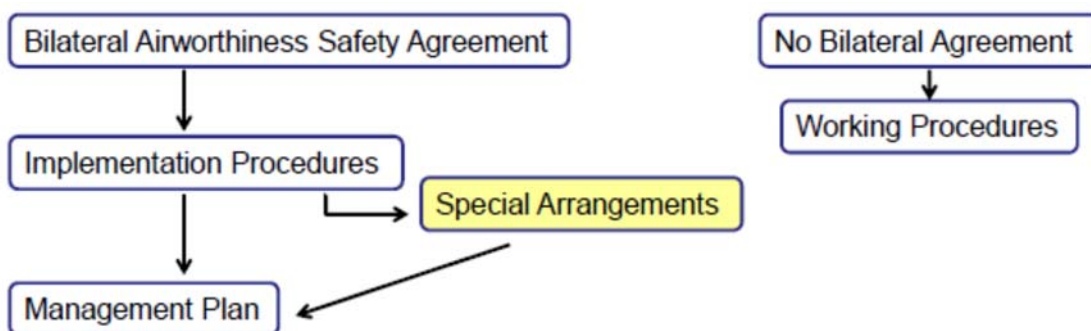 Bilateral Airworthiness Safety Agreement
No Bilateral Agreement
Working Procedures
Implementation Procedures
Special Arrangements
Management Plan